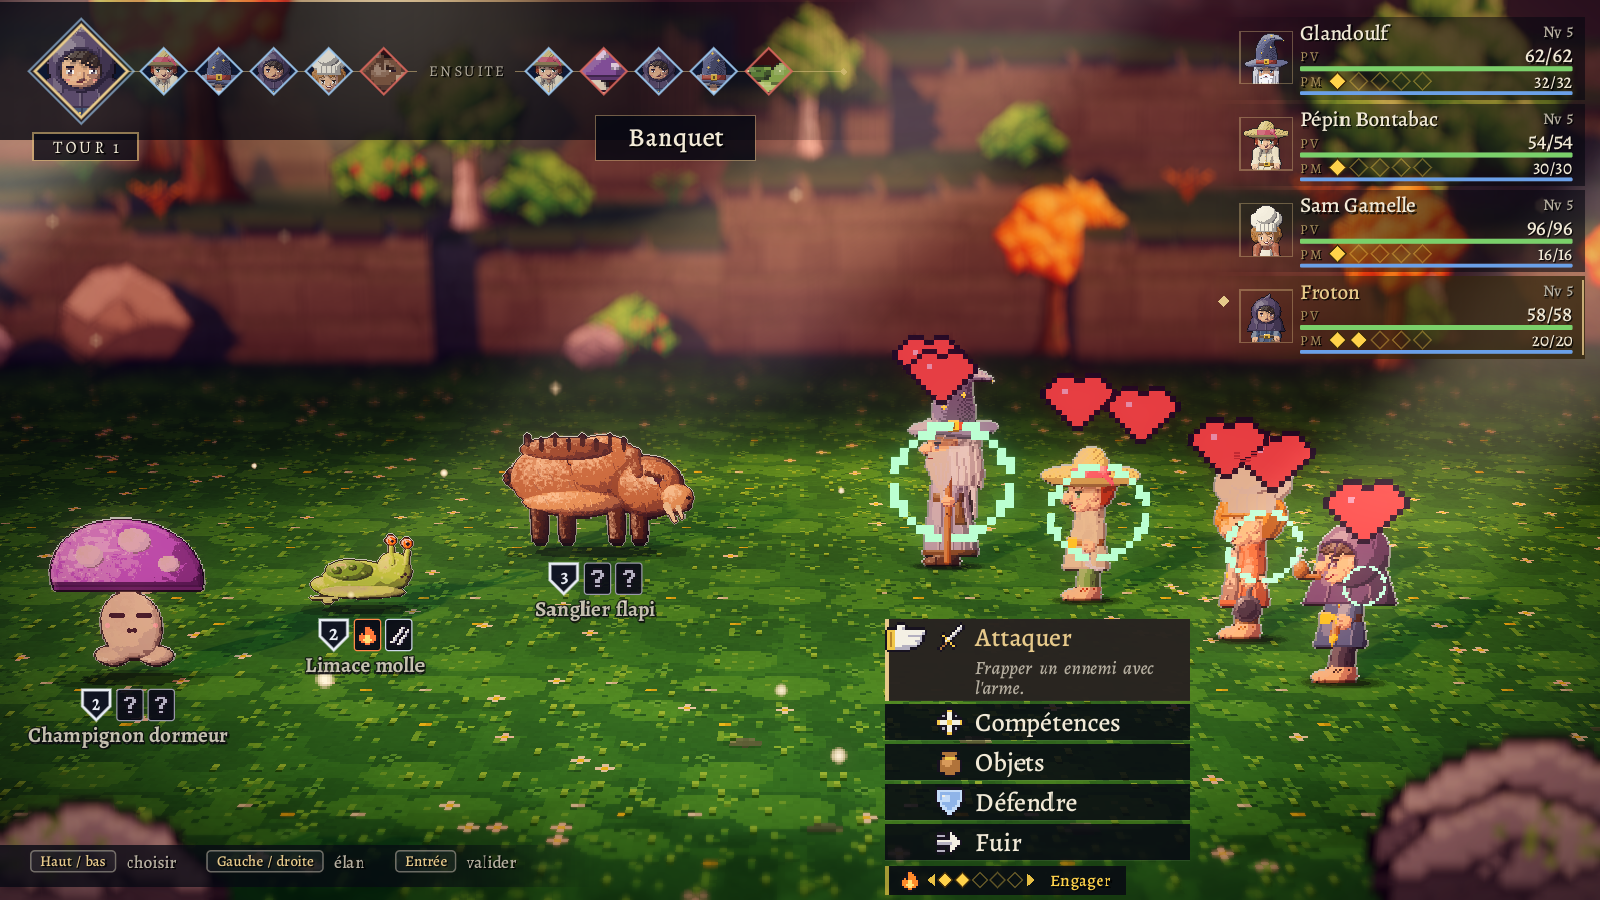 ENSUITE
TOUR 1
Banquet
Glandoulf Nv 5
PV 62/62
PM 32/32
Pépin Bontabac Nv 5
PV 54/54
PM 30/30
Sam Gamelle Nv 5
PV 96/96
PM 16/16
Froton Nv 5
PV 58/58
PM 20/20
3 ? ?
Sanglier flapi
2
Limace molle
2 ? ?
Champignon dormeur
Attaquer
Frapper un ennemi avec
l'arme.
Compétences
Objets
Défendre
Fuir
Engager
Haut / bas choisir Gauche / droite élan Entrée valider